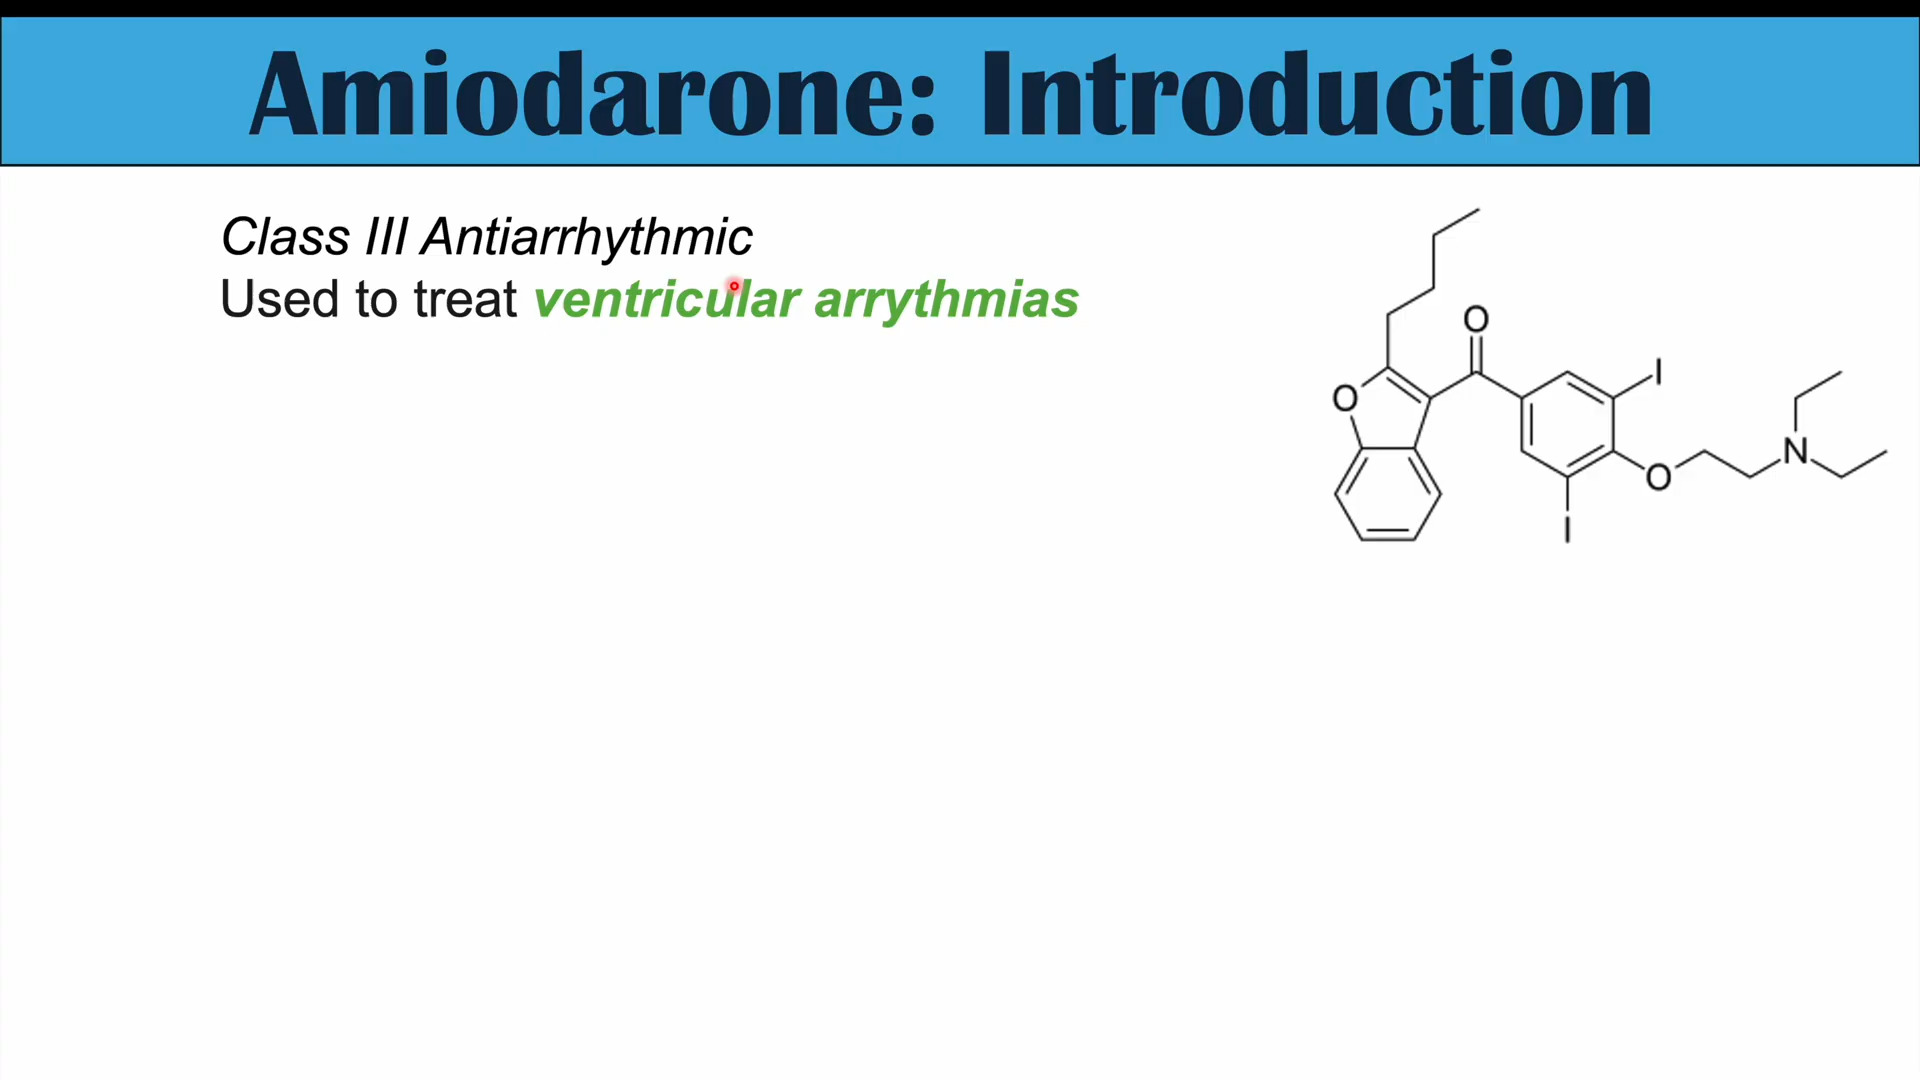 Amiodarone: Introduction
Class III Antiarrhythmic
Used to treat ventricular arrythmias
O
O
I
N
O
I